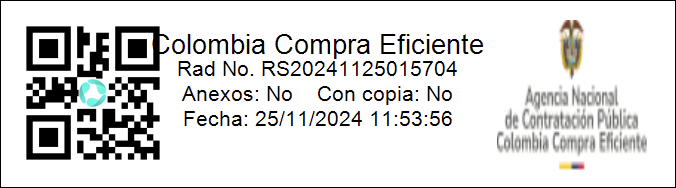 Colombia Compra Eficiente
Rad No. RS20241125015704
Anexos: No Con copia: No
Fecha: 25/11/2024 11:53:56
Agencia Nacional
de Contratación Pública
Colombia Compra Eficiente